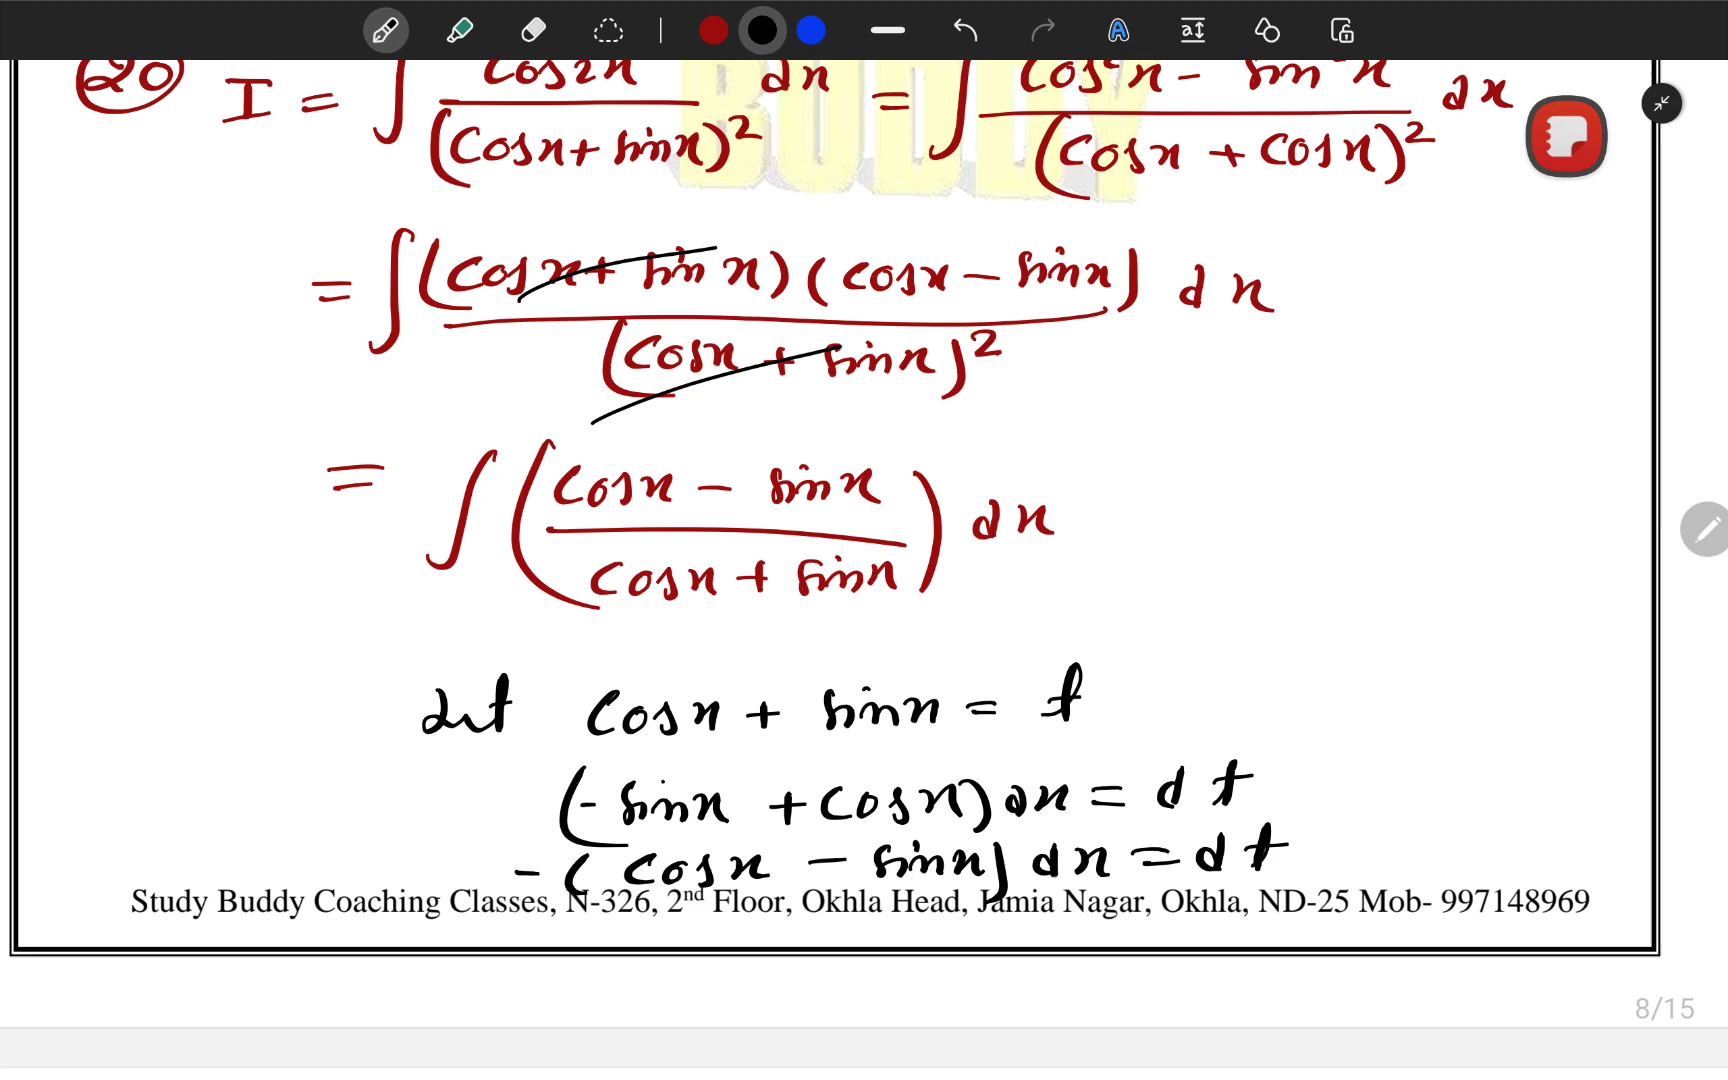 Q20 I = ∫ cos2x / (cosx + sinx)² dx = ∫ cos²x - sin²x / (cosx + cosx)² dx
BUDDY
= ∫ (cosx + sinx)(cosx - sinx) / (cosx + sinx)² dx
= ∫ (cosx - sinx / cosx + sinx) dx
Let cosx + sinx = t
(- sinx + cosx) dx = dt
- (cosx - sinx) dx = dt
Study Buddy Coaching Classes, N-326, 2nd Floor, Okhla Head, Jamia Nagar, Okhla, ND-25 Mob- 997148969
8/15